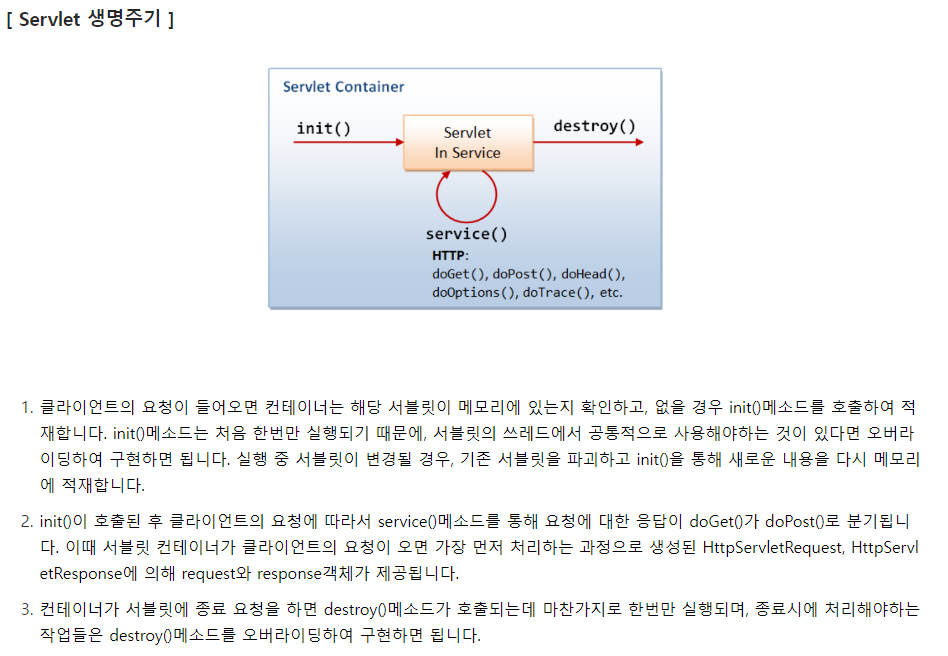 [ Servlet 생명주기 ]
Servlet Container
init()
Servlet
In Service
destroy()
service()
HTTP:
doGet(), doPost(), doHead(),
doOptions(), doTrace(), etc.
1. 클라이언트의 요청이 들어오면 컨테이너는 해당 서블릿이 메모리에 있는지 확인하고, 없을 경우 init()메소드를 호출하여 적
재합니다. init()메소드는 처음 한번만 실행되기 때문에, 서블릿의 쓰레드에서 공통적으로 사용해야하는 것이 있다면 오버라
이딩하여 구현하면 됩니다. 실행 중 서블릿이 변경될 경우, 기존 서블릿을 파괴하고 init()을 통해 새로운 내용을 다시 메모리
에 적재합니다.
2. init()이 호출된 후 클라이언트의 요청에 따라서 service()메소드를 통해 요청에 대한 응답이 doGet()가 doPost()로 분기됩니
다. 이때 서블릿 컨테이너가 클라이언트의 요청이 오면 가장 먼저 처리하는 과정으로 생성된 HttpServletRequest, HttpServl
etResponse에 의해 request와 response객체가 제공됩니다.
3. 컨테이너가 서블릿에 종료 요청을 하면 destroy()메소드가 호출되는데 마찬가지로 한번만 실행되며, 종료시에 처리해야하는
작업들은 destroy()메소드를 오버라이딩하여 구현하면 됩니다.